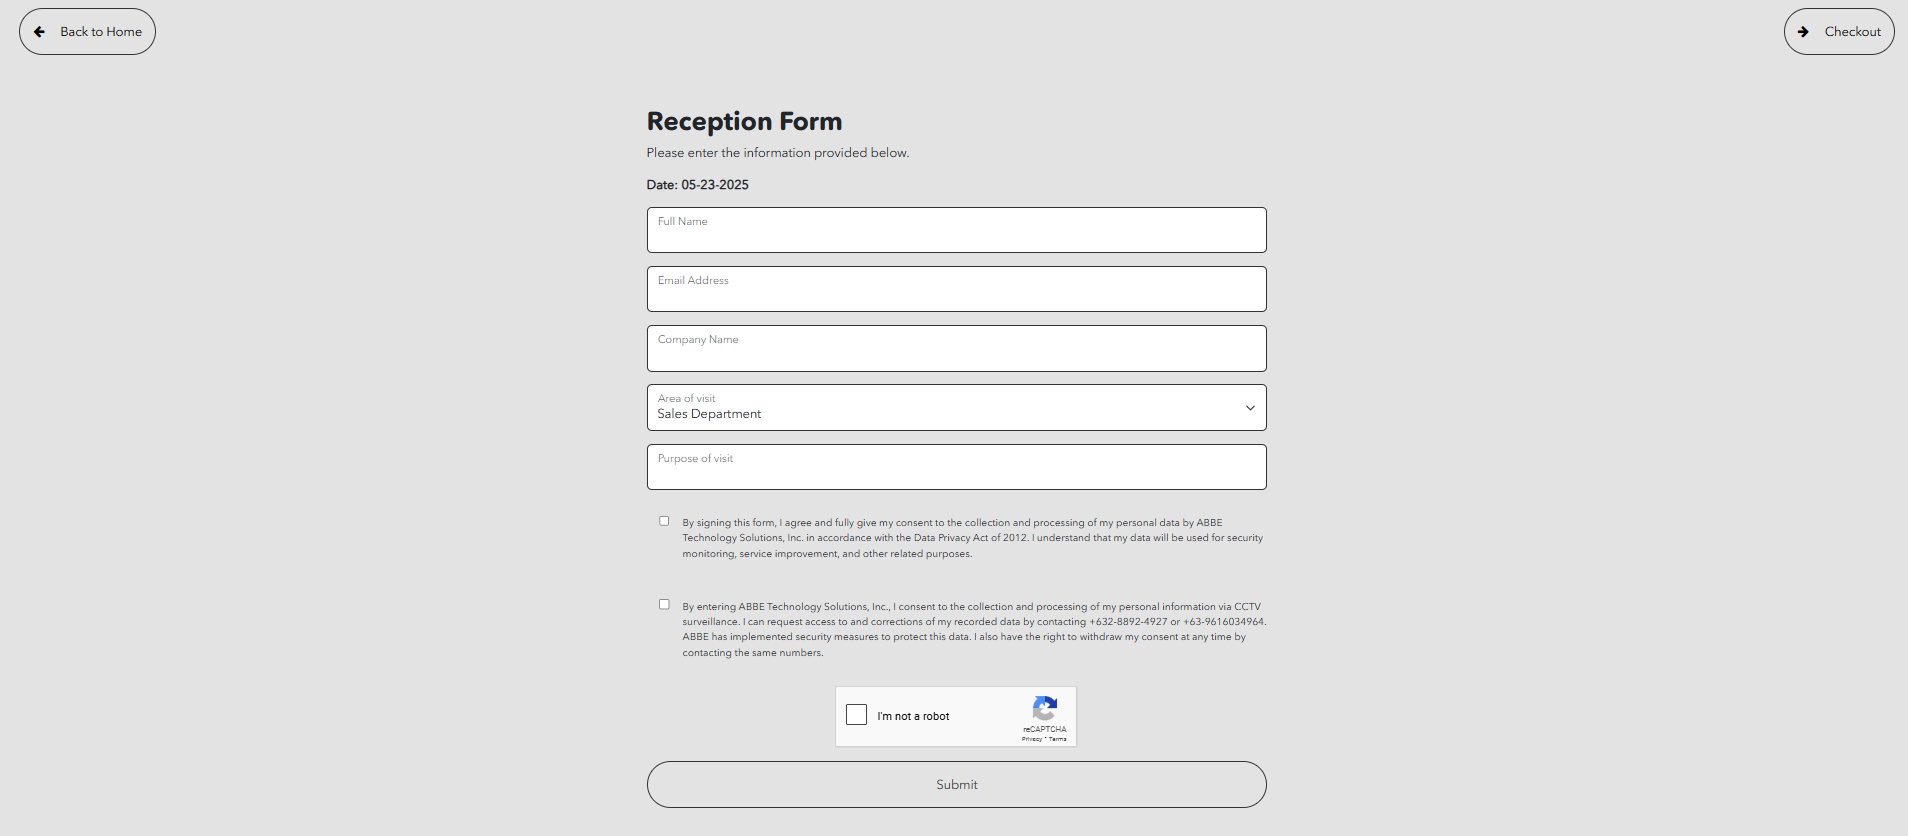 Back to Home
Checkout
Reception Form
Please enter the information provided below.
Date: 05-23-2025
Full Name
Email Address
Company Name
Area of visit
Sales Department
Purpose of visit
By signing this form, I agree and fully give my consent to the collection and processing of my personal data by ABBE
Technology Solutions, Inc. in accordance with the Data Privacy Act of 2012. I understand that my data will be used for security
monitoring, service improvement, and other related purposes.
By entering ABBE Technology Solutions, Inc., I consent to the collection and processing of my personal information via CCTV
surveillance. I can request access to and corrections of my recorded data by contacting +632-8892-4927 or +63-9616034964.
ABBE has implemented security measures to protect this data. I also have the right to withdraw my consent at any time by
contacting the same numbers.
I'm not a robot
reCAPTCHA
Privacy - Terms
Submit